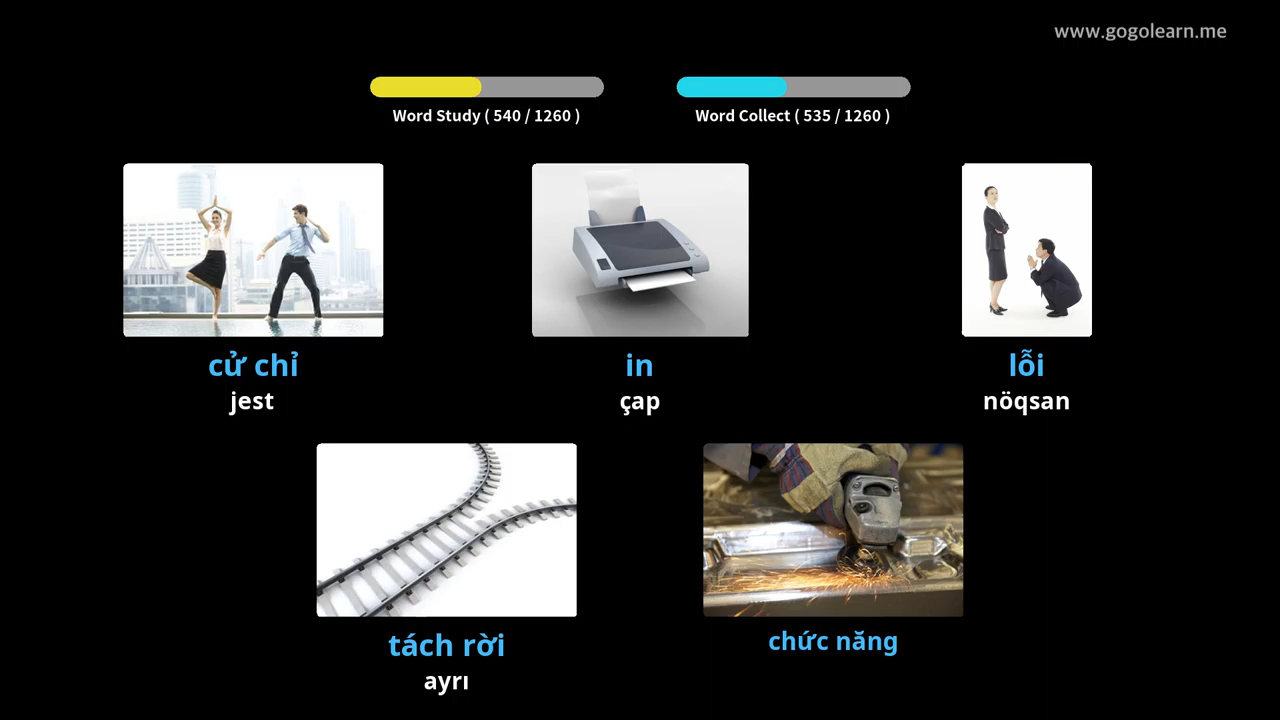 www.gogolearn.me
Word Study ( 540 / 1260 )
Word Collect ( 535 / 1260 )
cử chỉ
jest
in
çap
lỗi
nöqsan
tách rời
ayrı
chức năng